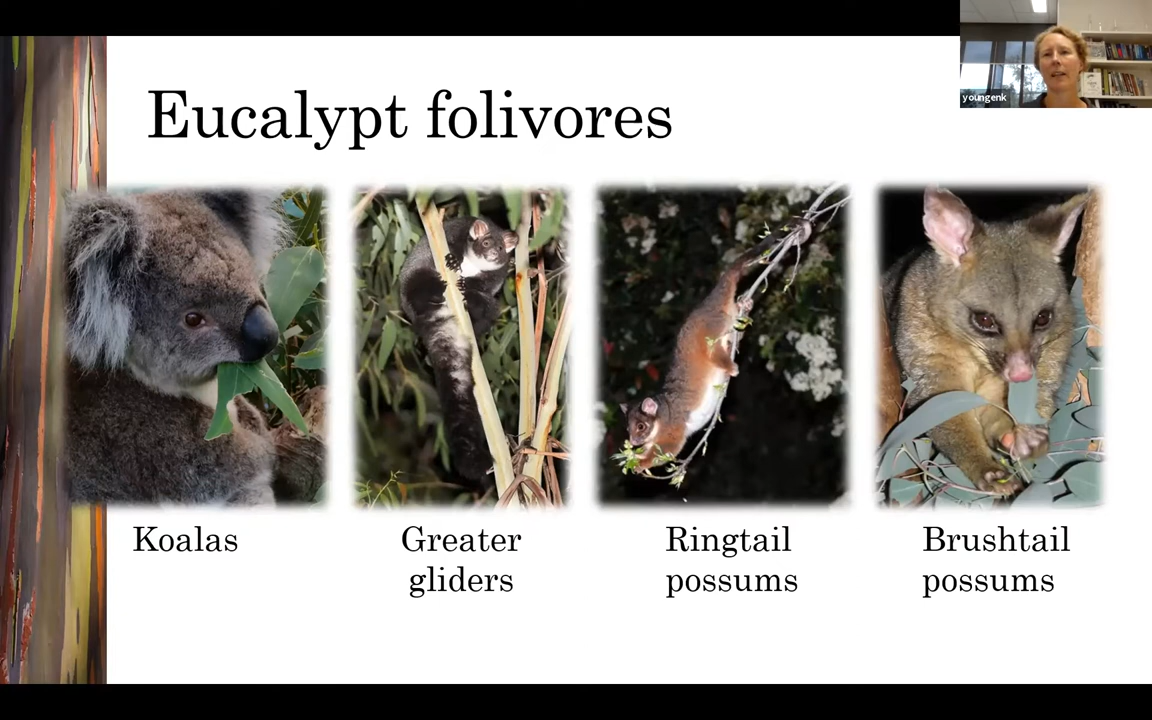 Eucalypt folivores
youngenk
Koalas
Greater
gliders
Ringtail
possums
Brushtail
possums